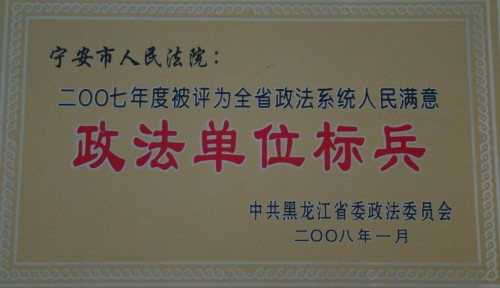 宁安市人民法院：
二〇〇七年度被评为全省政法系统人民满意
政法单位标兵
中共黑龙江省委政法委员会
二〇〇八年一月